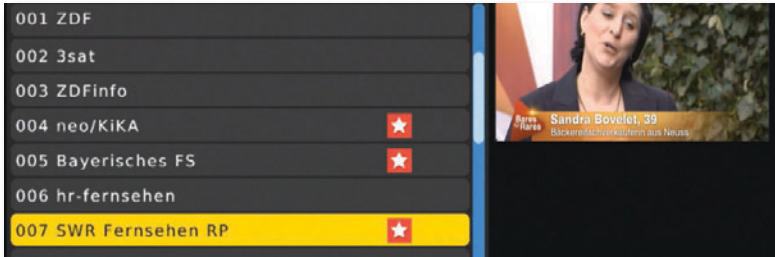 001 ZDF
002 3sat
003 ZDFinfo
004 neo/KiKA
005 Bayerisches FS
006 hr-fernsehen
007 SWR Fernsehen RP
Bares
für Rares
Sandra Bovelet, 39
Bäckereifachverkäuferin aus Neuss